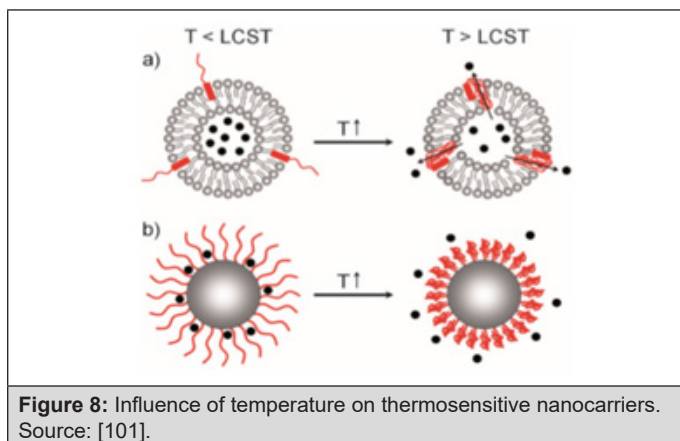 T < LCST T > LCST
a)
T↑
b)
T↑
Figure 8: Influence of temperature on thermosensitive nanocarriers.
Source: [101].